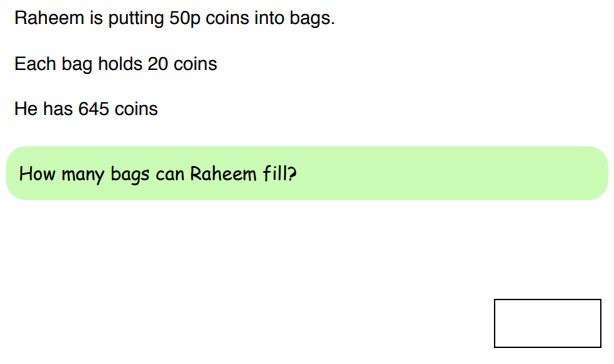 Raheem is putting 50p coins into bags.
Each bag holds 20 coins
He has 645 coins
How many bags can Raheem fill?